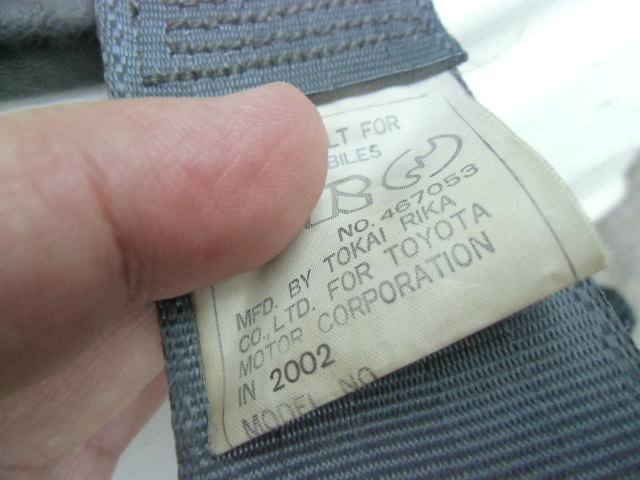 LT FOR
BILES
NO. 467053
MFD. BY TOKAI RIKA
CO., LTD. FOR TOYOTA
MOTOR CORPORATION
IN 2002
MODEL NO